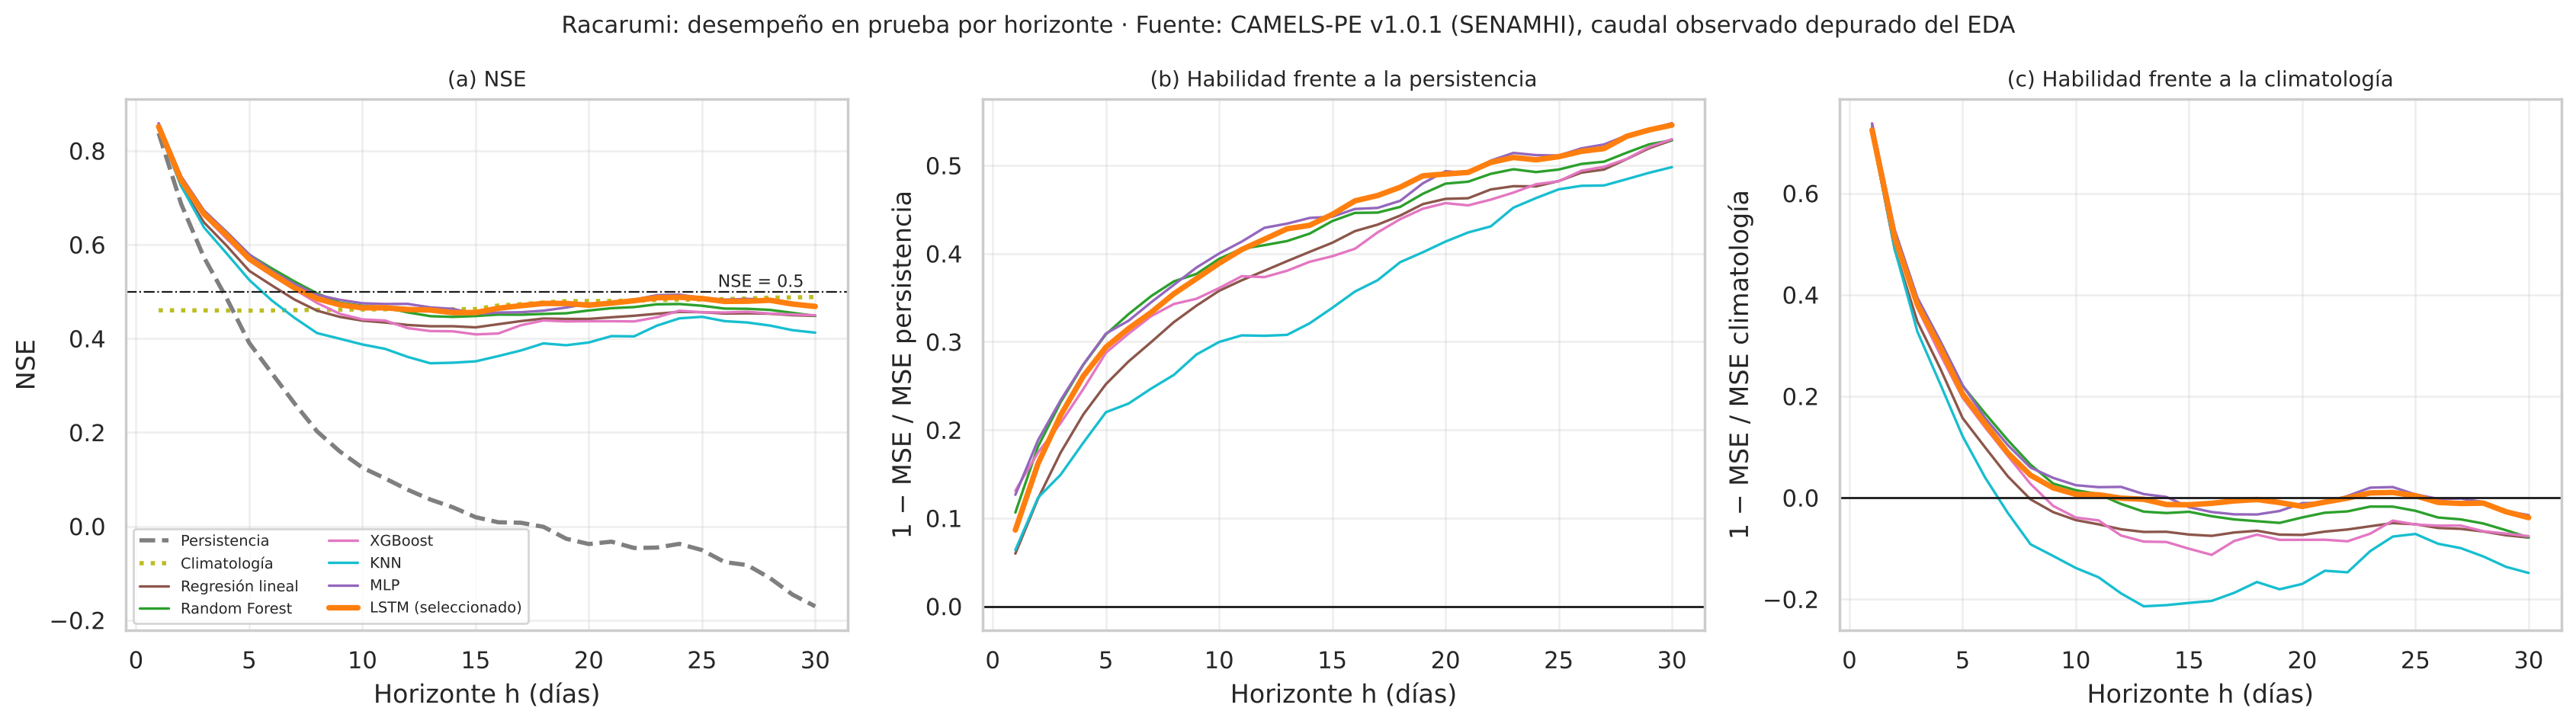 Racarumi: desempeño en prueba por horizonte · Fuente: CAMELS-PE v1.0.1 (SENAMHI), caudal observado depurado del EDA
(a) NSE
NSE
0.8
0.6
0.4
0.2
0.0
−0.2
NSE = 0.5
Persistencia
Climatología
Regresión lineal
Random Forest
XGBoost
KNN
MLP
LSTM (seleccionado)
0 5 10 15 20 25 30
Horizonte h (días)
(b) Habilidad frente a la persistencia
1 − MSE / MSE persistencia
0.5
0.4
0.3
0.2
0.1
0.0
0 5 10 15 20 25 30
Horizonte h (días)
(c) Habilidad frente a la climatología
1 − MSE / MSE climatología
0.6
0.4
0.2
0.0
−0.2
0 5 10 15 20 25 30
Horizonte h (días)